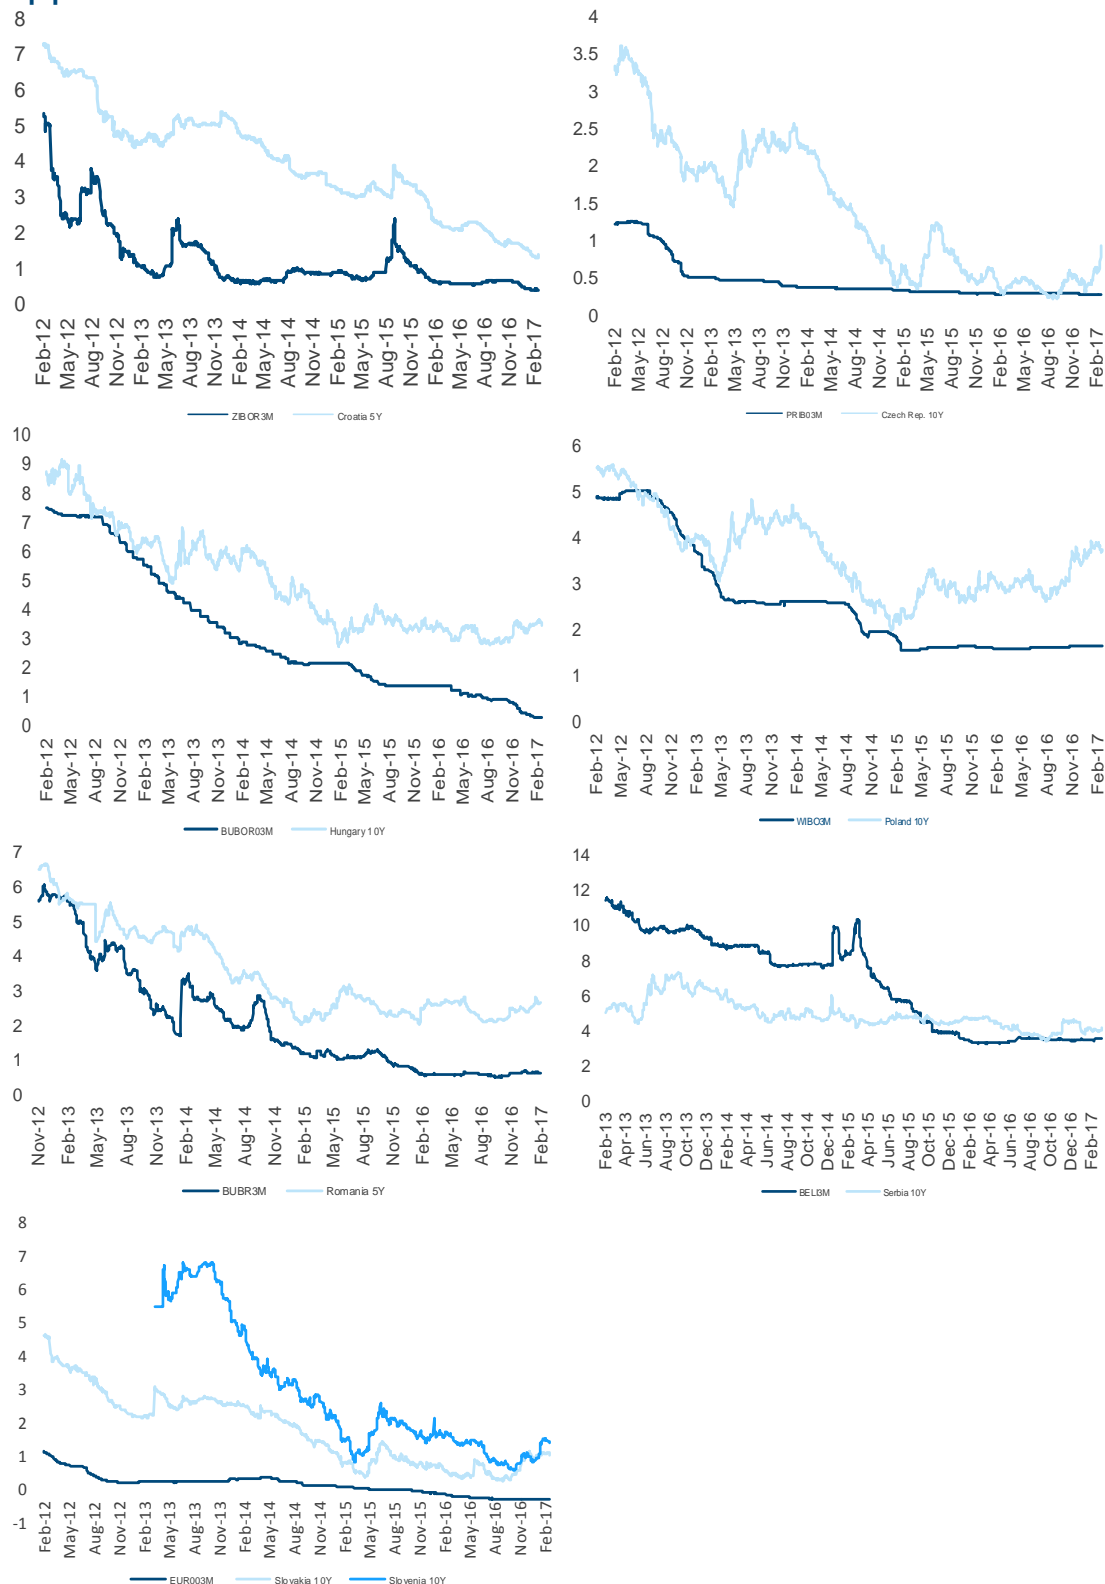 8
7
6
5
4
3
2
1
0
Feb-12
May-12
Aug-12
Nov-12
Feb-13
May-13
Aug-13
Nov-13
Feb-14
May-14
Aug-14
Nov-14
Feb-15
May-15
Aug-15
Nov-15
Feb-16
May-16
Aug-16
Nov-16
Feb-17
ZIBOR3M Croatia 5Y
4
3.5
3
2.5
2
1.5
1
0.5
0
Feb-12
May-12
Aug-12
Nov-12
Feb-13
May-13
Aug-13
Nov-13
Feb-14
May-14
Aug-14
Nov-14
Feb-15
May-15
Aug-15
Nov-15
Feb-16
May-16
Aug-16
Nov-16
Feb-17
PRIB03M Czech Rep. 10Y
10
9
8
7
6
5
4
3
2
1
0
Feb-12
May-12
Aug-12
Nov-12
Feb-13
May-13
Aug-13
Nov-13
Feb-14
May-14
Aug-14
Nov-14
Feb-15
May-15
Aug-15
Nov-15
Feb-16
May-16
Aug-16
Nov-16
Feb-17
BUBOR03M Hungary 10Y
6
5
4
3
2
1
0
Feb-12
May-12
Aug-12
Nov-12
Feb-13
May-13
Aug-13
Nov-13
Feb-14
May-14
Aug-14
Nov-14
Feb-15
May-15
Aug-15
Nov-15
Feb-16
May-16
Aug-16
Nov-16
Feb-17
WIBO3M Poland 10Y
7
6
5
4
3
2
1
0
Nov-12
Feb-13
May-13
Aug-13
Nov-13
Feb-14
May-14
Aug-14
Nov-14
Feb-15
May-15
Aug-15
Nov-15
Feb-16
May-16
Aug-16
Nov-16
Feb-17
BUBR3M Romania 5Y
14
12
10
8
6
4
2
0
Feb-13
Apr-13
Jun-13
Aug-13
Oct-13
Dec-13
Feb-14
Apr-14
Jun-14
Aug-14
Oct-14
Dec-14
Feb-15
Apr-15
Jun-15
Aug-15
Oct-15
Dec-15
Feb-16
Apr-16
Jun-16
Aug-16
Oct-16
Dec-16
Feb-17
BELI3M Serbia 10Y
8
7
6
5
4
3
2
1
0
-1
Feb-12
May-12
Aug-12
Nov-12
Feb-13
May-13
Aug-13
Nov-13
Feb-14
May-14
Aug-14
Nov-14
Feb-15
May-15
Aug-15
Nov-15
Feb-16
May-16
Aug-16
Nov-16
Feb-17
EUR003M Slovakia 10Y Slovenia 10Y